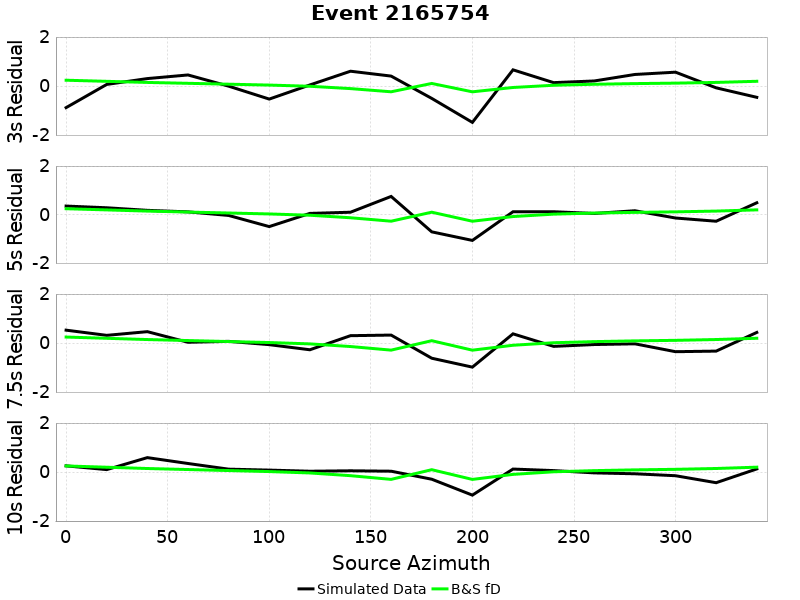 Event 2165754
3s Residual
2
0
-2
5s Residual
2
0
-2
7.5s Residual
2
0
-2
10s Residual
2
0
-2
0 50 100 150 200 250 300
Source Azimuth
Simulated Data B&S fD